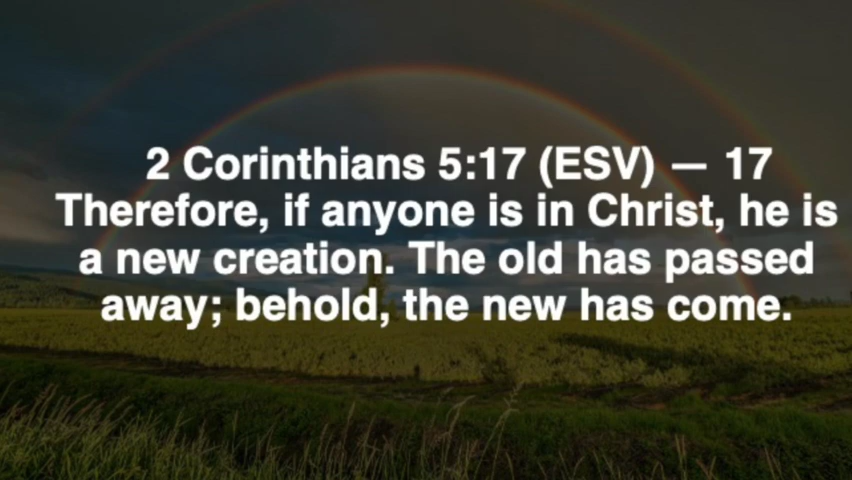 2 Corinthians 5:17 (ESV) — 17
Therefore, if anyone is in Christ, he is
a new creation. The old has passed
away; behold, the new has come.